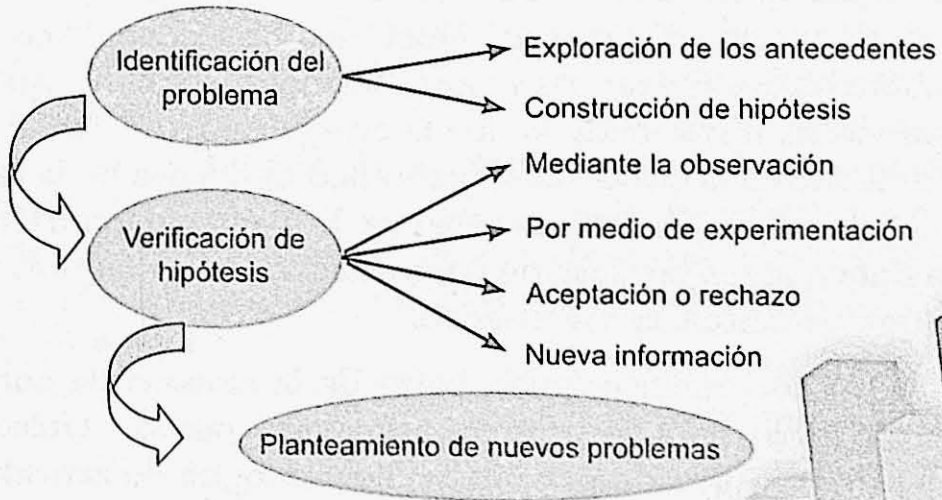 Identificación del
problema
Exploración de los antecedentes
Construcción de hipótesis
Verificación de
hipótesis
Mediante la observación
Por medio de experimentación
Aceptación o rechazo
Nueva información
Planteamiento de nuevos problemas